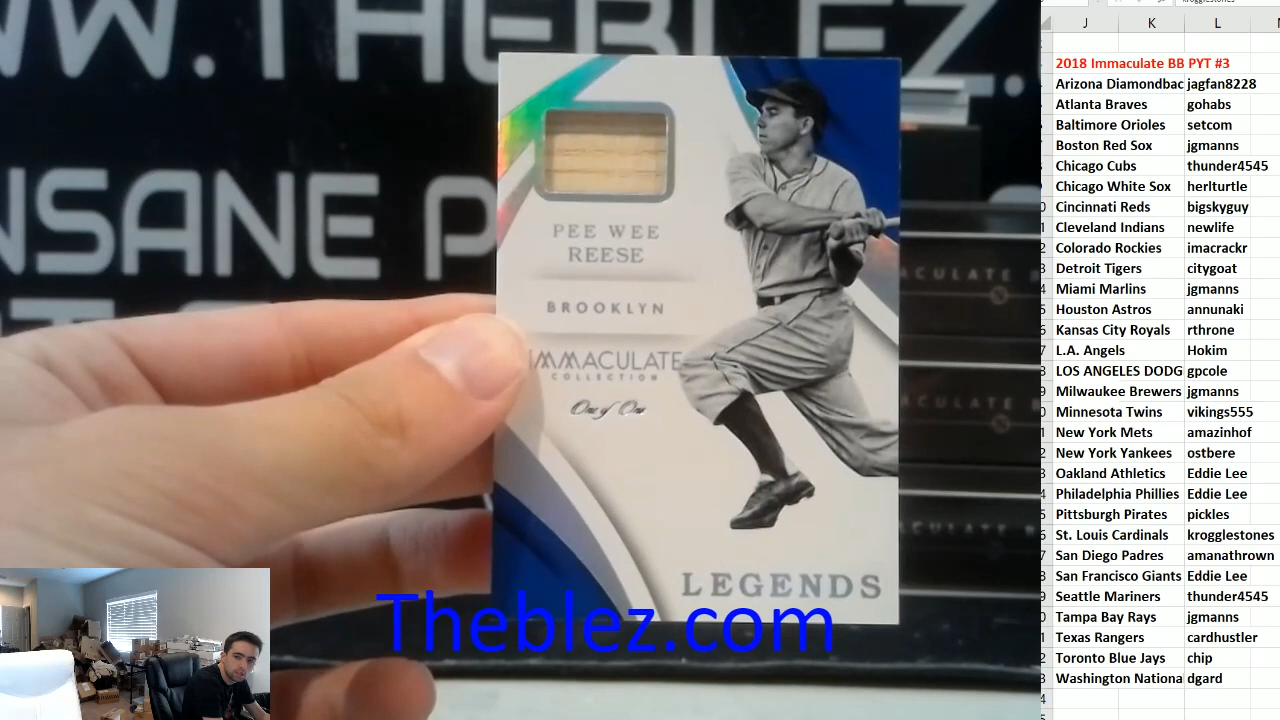 WW.THEBLEZ.
NSANE P
PEE WEE
REESE
BROOKLYN
IMMACULATE
COLLECTION
One of One
LEGENDS
Theblez.com
ACULATE
CULATE
CULATE
2018 Immaculate BB PYT #3
Arizona Diamondbac jagfan8228
Atlanta Braves gohabs
Baltimore Orioles setcom
Boston Red Sox jgmanns
Chicago Cubs thunder4545
Chicago White Sox herlturtle
Cincinnati Reds bigskyguy
Cleveland Indians newlife
Colorado Rockies imacrackr
Detroit Tigers citygoat
Miami Marlins jgmanns
Houston Astros annunaki
Kansas City Royals rthrone
L.A. Angels Hokim
LOS ANGELES DODG gpcole
Milwaukee Brewers jgmanns
Minnesota Twins vikings555
New York Mets amazinhof
New York Yankees ostbere
Oakland Athletics Eddie Lee
Philadelphia Phillies Eddie Lee
Pittsburgh Pirates pickles
St. Louis Cardinals krogglestones
San Diego Padres amanathrown
San Francisco Giants Eddie Lee
Seattle Mariners thunder4545
Tampa Bay Rays jgmanns
Texas Rangers cardhustler
Toronto Blue Jays chip
Washington Nationa dgard
J K L